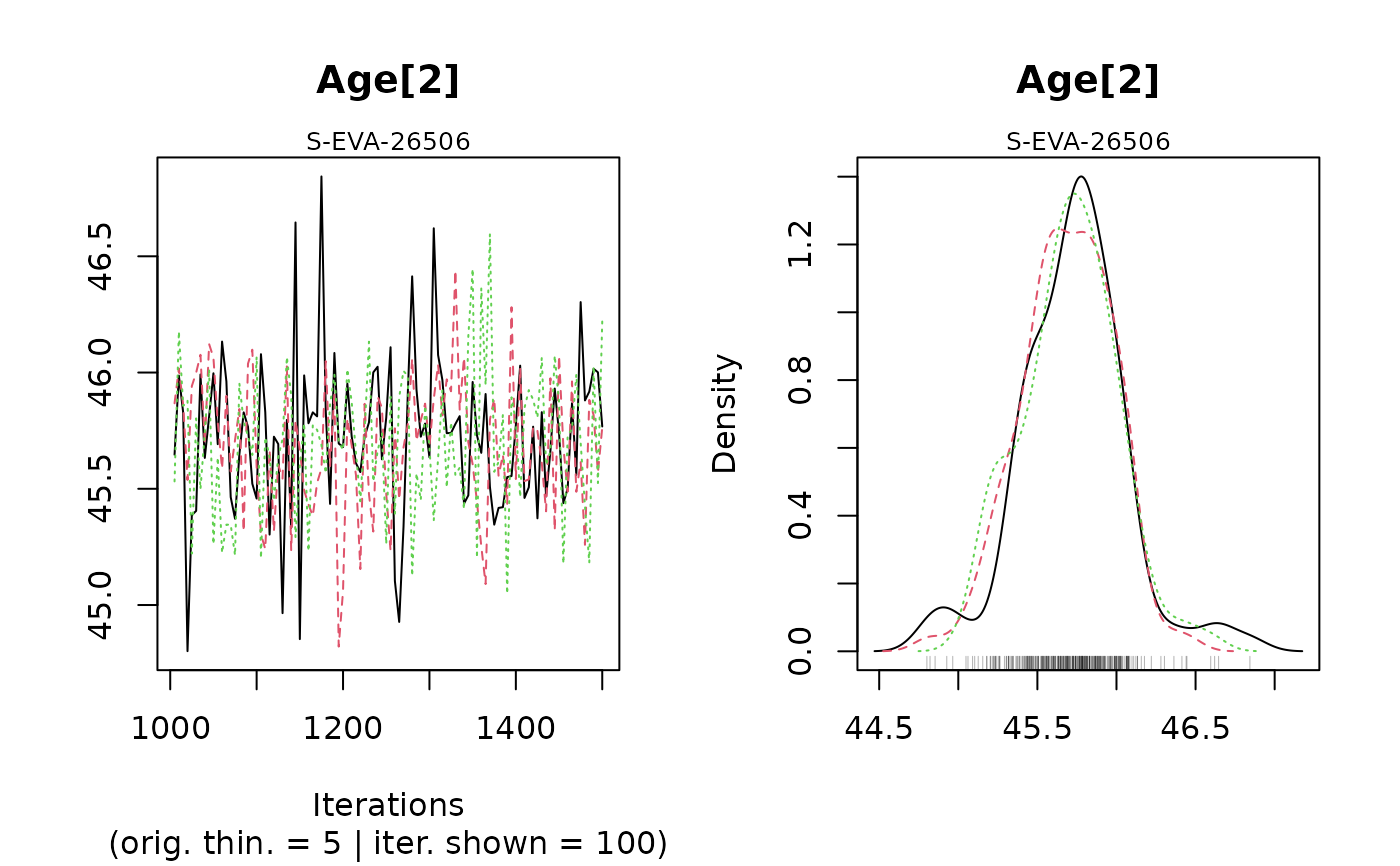 Age[2]
S-EVA-26506
46.5
46.0
45.5
45.0
1000 1200 1400
Iterations
(orig. thin. = 5 | iter. shown = 100)
Age[2]
S-EVA-26506
Density
1.2
0.8
0.4
0.0
44.5 45.5 46.5